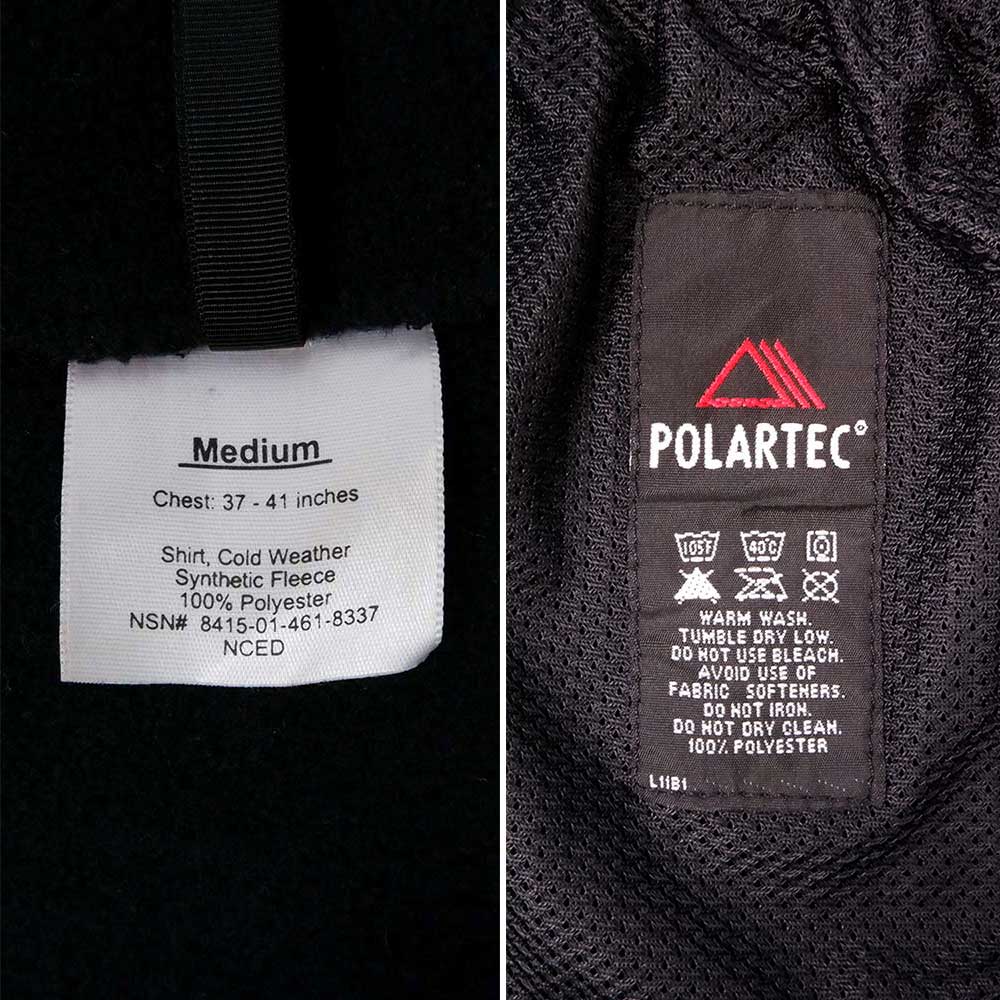 Medium
Chest: 37 - 41 inches
Shirt, Cold Weather
Synthetic Fleece
100% Polyester
NSN# 8415-01-461-8337
NCED
POLARTEC®
105F 40C
WARM WASH.
TUMBLE DRY LOW.
DO NOT USE BLEACH.
AVOID USE OF
FABRIC SOFTENERS.
DO NOT IRON.
DO NOT DRY CLEAN.
100% POLYESTER
L11B1